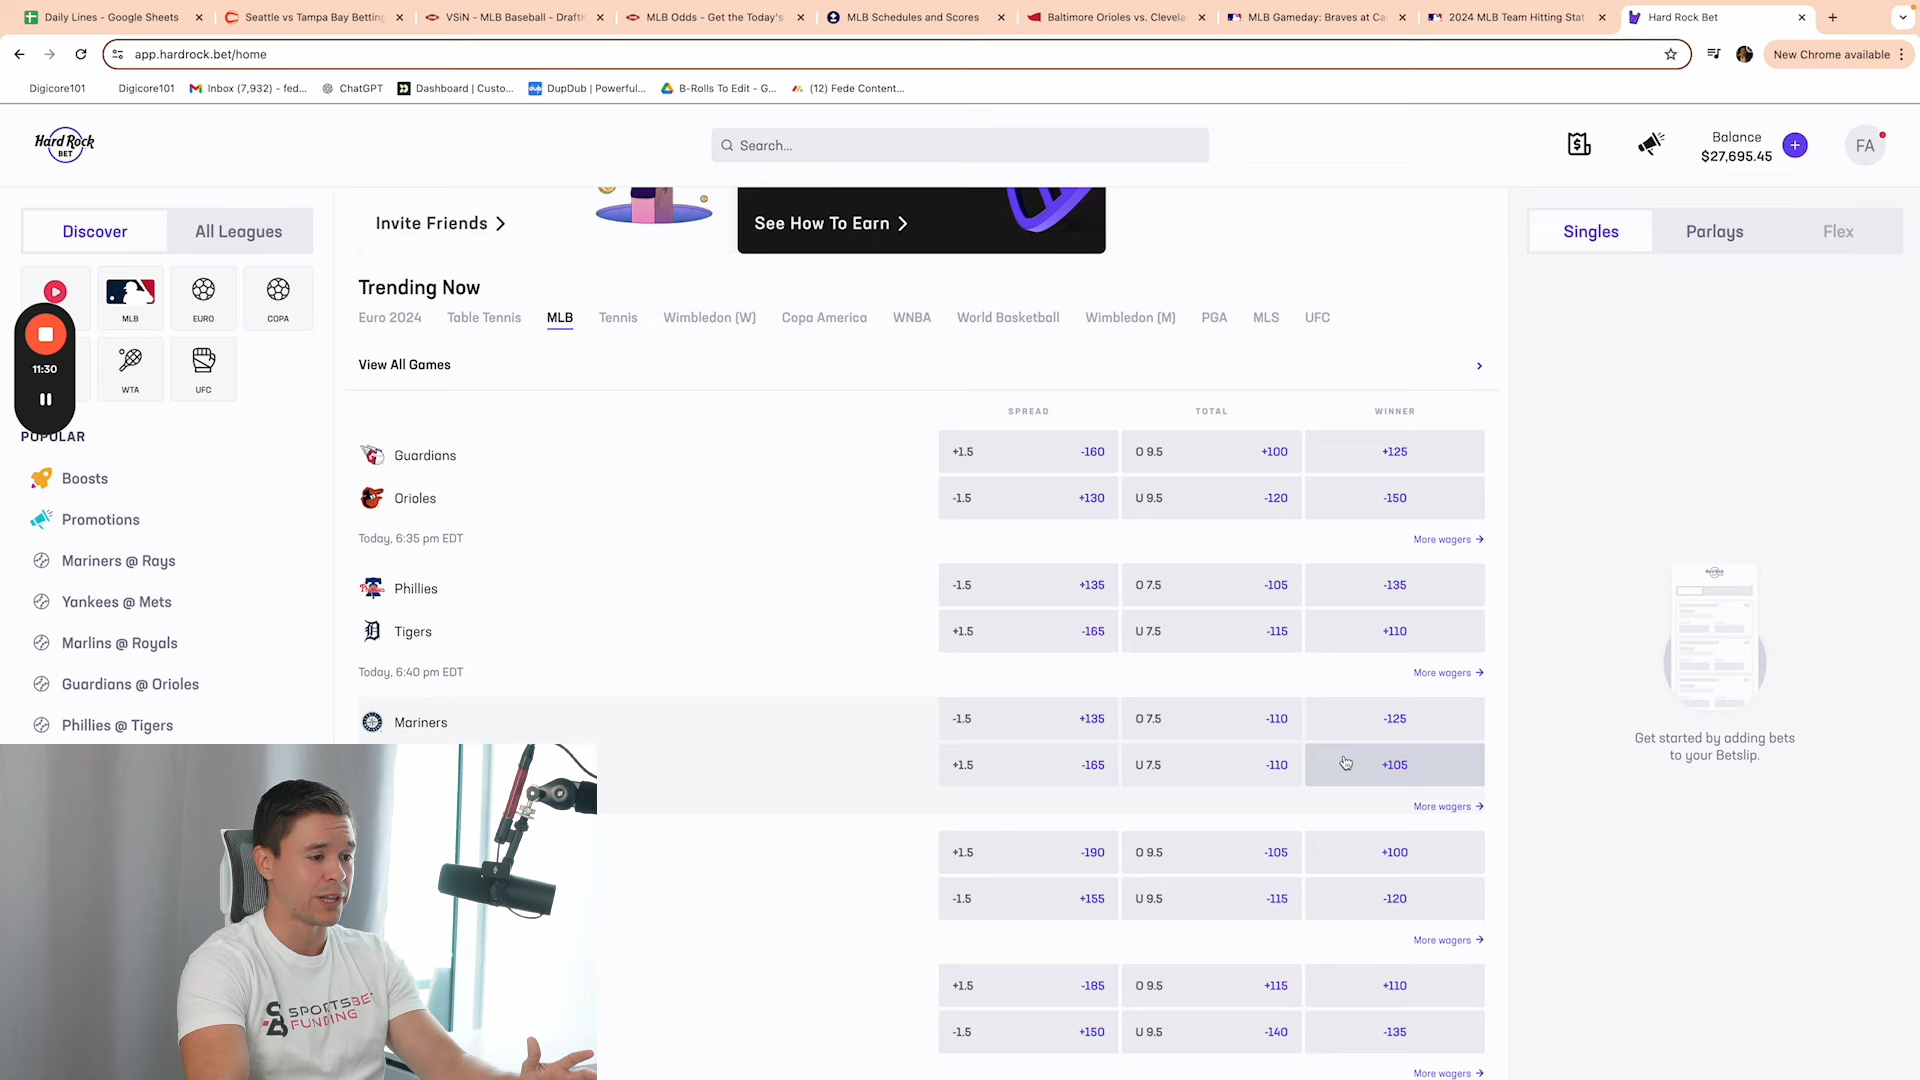 Daily Lines - Google Sheets
Seattle vs Tampa Bay Betting
VSiN - MLB Baseball - DraftK
MLB Odds - Get the Today's
MLB Schedules and Scores
Baltimore Orioles vs. Clevela
MLB Gameday: Braves at Car
2024 MLB Team Hitting Stat
Hard Rock Bet
app.hardrock.bet/home
New Chrome available
Digicore101
Digicore101
Inbox (7,932) - fed...
ChatGPT
Dashboard | Custo...
DupDub | Powerful...
B-Rolls To Edit - G...
(12) Fede Content...
Hard Rock
BET
Search...
Balance
$27,695.45
FA
Discover
All Leagues
MLB
EURO
COPA
11:30
WTA
UFC
POPULAR
Boosts
Promotions
Mariners @ Rays
Yankees @ Mets
Marlins @ Royals
Guardians @ Orioles
Phillies @ Tigers
Invite Friends
See How To Earn
Trending Now
Euro 2024 Table Tennis MLB Tennis Wimbledon (W) Copa America WNBA World Basketball Wimbledon (M) PGA MLS UFC
View All Games
SPREAD TOTAL WINNER
Guardians +1.5 -160 O 9.5 +100 +125
Orioles -1.5 +130 U 9.5 -120 -150
Today, 6:35 pm EDT More wagers
Phillies -1.5 +135 O 7.5 -105 -135
Tigers +1.5 -165 U 7.5 -115 +110
Today, 6:40 pm EDT More wagers
Mariners -1.5 +135 O 7.5 -110 -125
+1.5 -165 U 7.5 -110 +105
More wagers
+1.5 -190 O 9.5 -105 +100
-1.5 +155 U 9.5 -115 -120
More wagers
+1.5 -185 O 9.5 +115 +110
-1.5 +150 U 9.5 -140 -135
More wagers
Singles
Parlays
Flex
Get started by adding bets
to your Betslip.
SPORTSBET
FUNDING